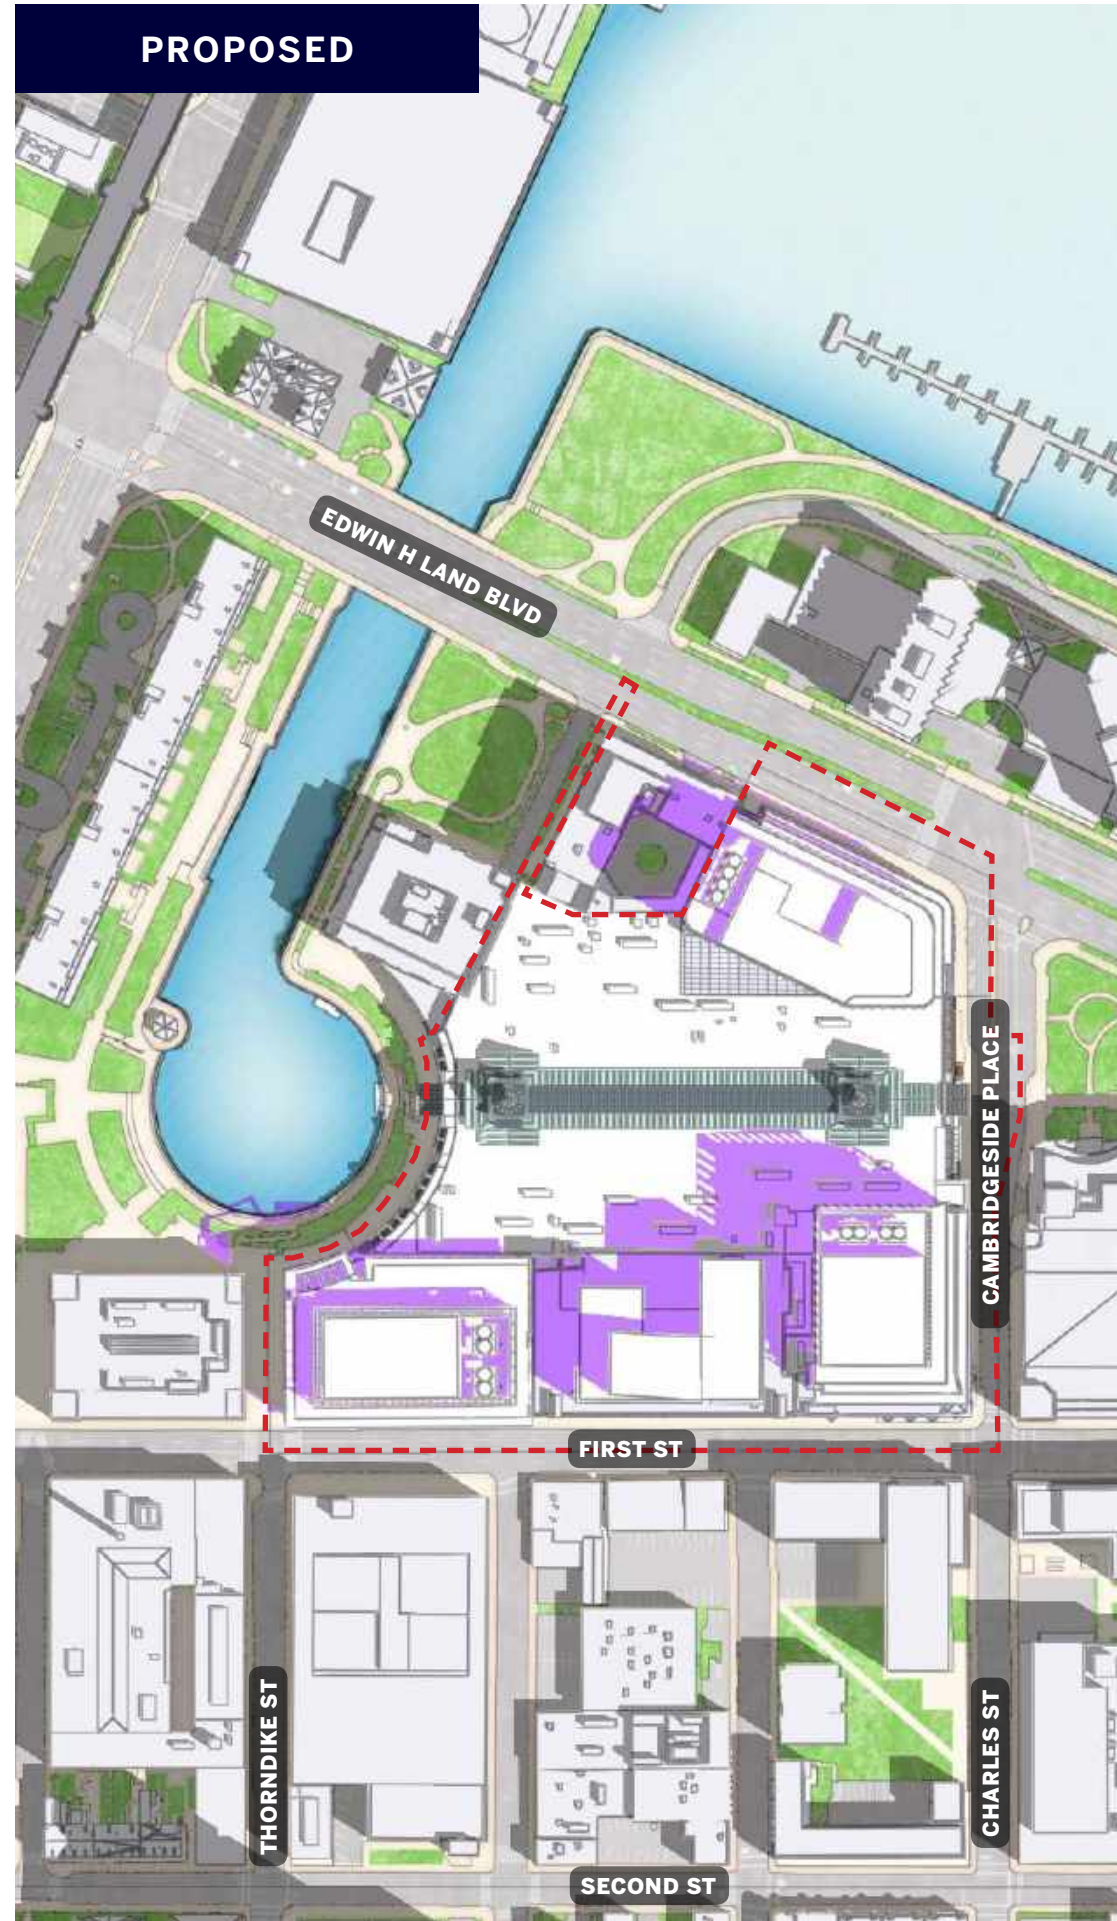 PROPOSED
EDWIN H LAND BLVD
CAMBRIDGESIDE PLACE
FIRST ST
THORNDIKE ST
CHARLES ST
SECOND ST